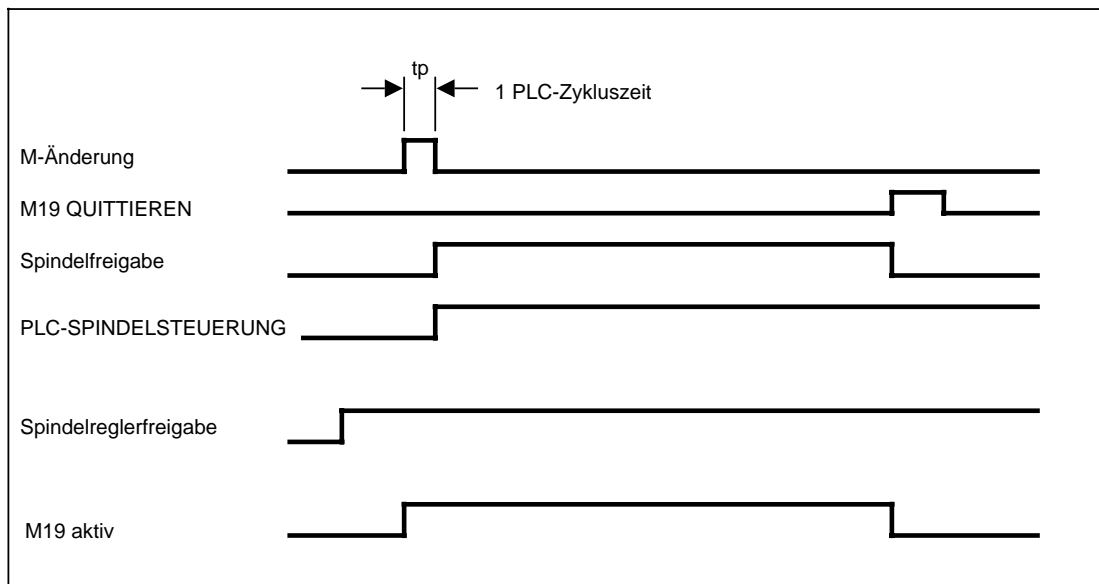 tp
1 PLC-Zykluszeit
M-Änderung
M19 QUITTIEREN
Spindelfreigabe
PLC-SPINDELSTEUERUNG
Spindelreglerfreigabe
M19 aktiv